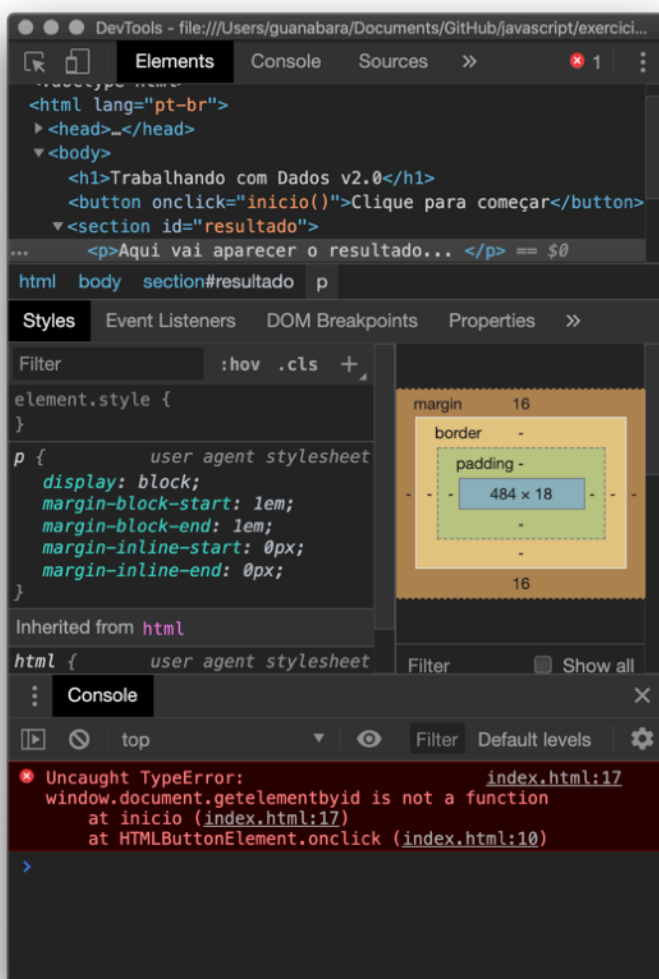 DevTools - file:///Users/guanabara/Documents/GitHub/javascript/exercici...
Elements Console Sources » 1
<!doctype html>
<html lang="pt-br">
<head>…</head>
<body>
<h1>Trabalhando com Dados v2.0</h1>
<button onclick="inicio()">Clique para começar</button>
<section id="resultado">
... <p>Aqui vai aparecer o resultado... </p> == $0
html body section#resultado p
Styles Event Listeners DOM Breakpoints Properties »
Filter :hov .cls +
element.style {
}
p { user agent stylesheet
display: block;
margin-block-start: 1em;
margin-block-end: 1em;
margin-inline-start: 0px;
margin-inline-end: 0px;
}
Inherited from html
html { user agent stylesheet
margin 16
border -
padding -
- - - 484 × 18 - - -
-
-
16
Filter Show all
Console
top Filter Default levels
Uncaught TypeError: index.html:17
window.document.getelementbyid is not a function
at inicio (index.html:17)
at HTMLButtonElement.onclick (index.html:10)
>